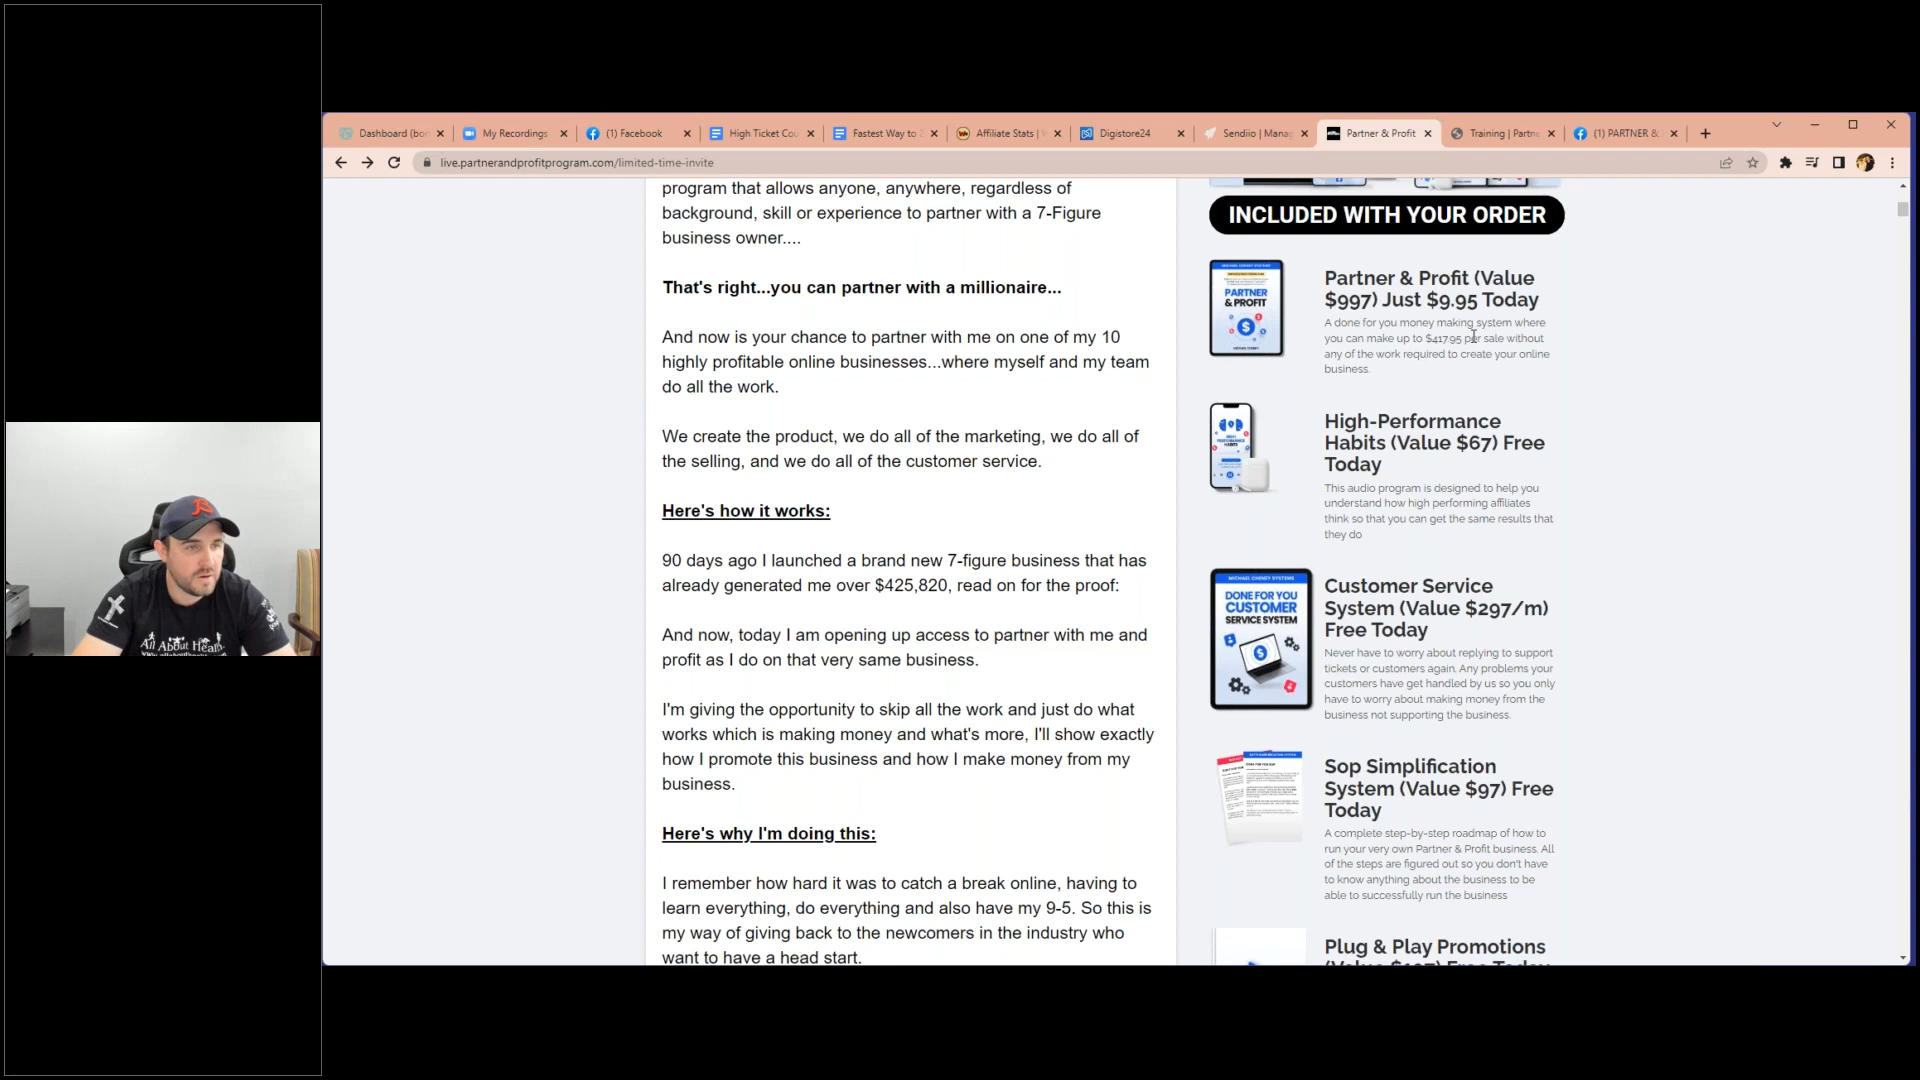 Dashboard (bo
My Recordings
(1) Facebook
High Ticket Cou
Fastest Way to
Affiliate Stats |
Digistore24
Sendiio | Mana
Partner & Profit
Training | Partne
(1) PARTNER &
live.partnerandprofitprogram.com/limited-time-invite
program that allows anyone, anywhere, regardless of
background, skill or experience to partner with a 7-Figure
business owner....
That's right...you can partner with a millionaire...
And now is your chance to partner with me on one of my 10
highly profitable online businesses...where myself and my team
do all the work.
We create the product, we do all of the marketing, we do all of
the selling, and we do all of the customer service.
Here's how it works:
90 days ago I launched a brand new 7-figure business that has
already generated me over $425,820, read on for the proof:
And now, today I am opening up access to partner with me and
profit as I do on that very same business.
I'm giving the opportunity to skip all the work and just do what
works which is making money and what's more, I'll show exactly
how I promote this business and how I make money from my
business.
Here's why I'm doing this:
I remember how hard it was to catch a break online, having to
learn everything, do everything and also have my 9-5. So this is
my way of giving back to the newcomers in the industry who
want to have a head start.
INCLUDED WITH YOUR ORDER
PARTNER
& PROFIT
Partner & Profit (Value
$997) Just $9.95 Today
A done for you money making system where
you can make up to $417.95 per sale without
any of the work required to create your online
business.
High-Performance
Habits (Value $67) Free
Today
This audio program is designed to help you
understand how high performing affiliates
think so that you can get the same results that
they do
MICHAEL CHENEY SYSTEMS
DONE FOR YOU
CUSTOMER
SERVICE SYSTEM
Customer Service
System (Value $297/m)
Free Today
Never have to worry about replying to support
tickets or customers again. Any problems your
customers have get handled by us so you only
have to worry about making money from the
business not supporting the business.
Sop Simplification
System (Value $97) Free
Today
A complete step-by-step roadmap of how to
run your very own Partner & Profit business. All
of the steps are figured out so you don't have
to know anything about the business to be
able to successfully run the business
Plug & Play Promotions
All About Health